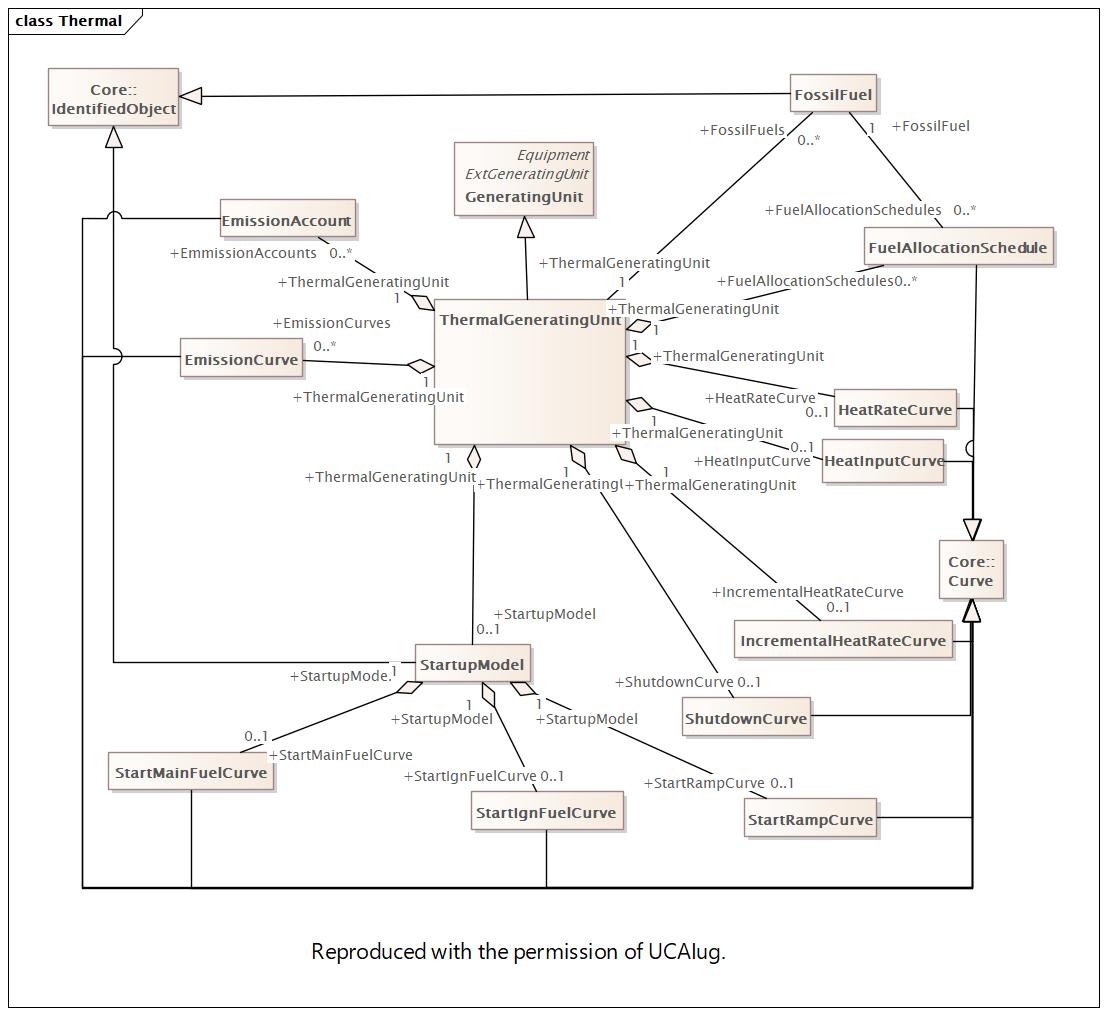 class Thermal
Core::
IdentifiedObject
FossilFuel
+FossilFuels
0..*
1
+FossilFuel
Equipment
ExtGeneratingUnit
GeneratingUnit
EmissionAccount
+EmmissionAccounts 0..*
+FuelAllocationSchedules 0..*
FuelAllocationSchedule
+ThermalGeneratingUnit
1
+ThermalGeneratingUnit
1
+FuelAllocationSchedules0..*
ThermalGeneratingUnit
+ThermalGeneratingUnit
1
+EmissionCurves
0..*
EmissionCurve
1
+ThermalGeneratingUnit
1
+ThermalGeneratingUnit
+HeatRateCurve
0..1
HeatRateCurve
1
+ThermalGeneratingUnit
0..1
+HeatInputCurve
HeatInputCurve
1
+ThermalGeneratingUnit
1
+ThermalGeneratingU
1
+ThermalGeneratingUnit
Core::
Curve
+IncrementalHeatRateCurve
0..1
IncrementalHeatRateCurve
+StartupModel
0..1
StartupModel
+ShutdownCurve 0..1
ShutdownCurve
+StartupMode.
1
1
+StartupModel
1
+StartupModel
0..1
+StartMainFuelCurve
StartMainFuelCurve
+StartIgnFuelCurve 0..1
StartIgnFuelCurve
+StartRampCurve 0..1
StartRampCurve
Reproduced with the permission of UCAIug.